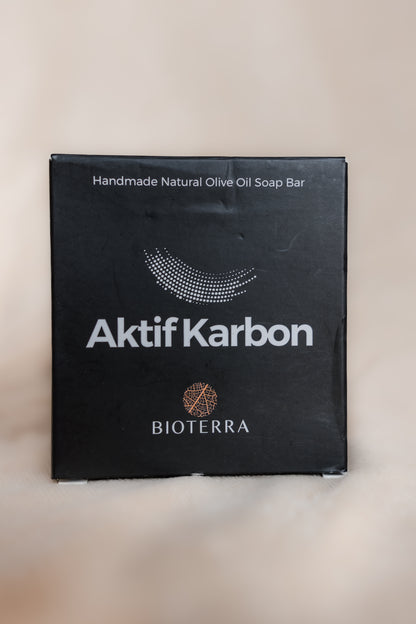 Handmade Natural Olive Oil Soap Bar
Aktif Karbon
BIOTERRA